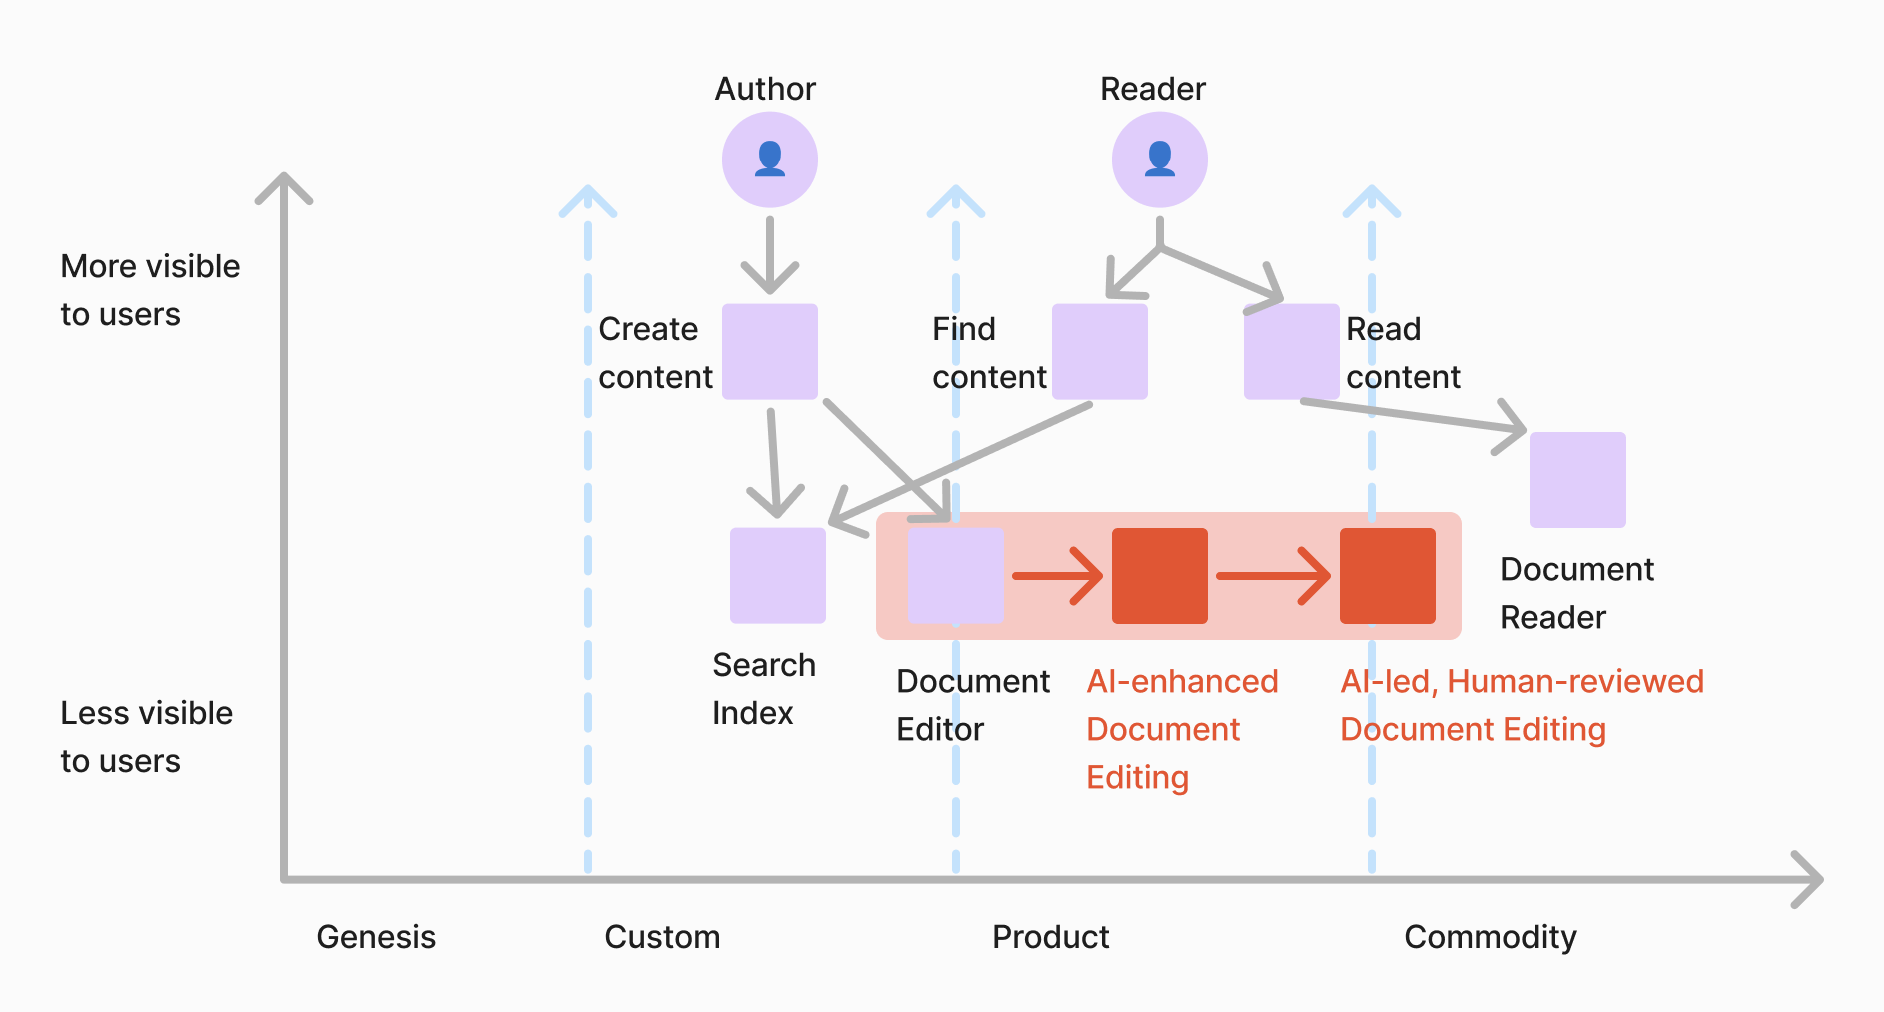 Author
Reader
More visible
to users
Create
content
Find
content
Read
content
Document
Reader
Search
Index
Document
Editor
AI-enhanced
Document
Editing
AI-led, Human-reviewed
Document Editing
Less visible
to users
Genesis
Custom
Product
Commodity